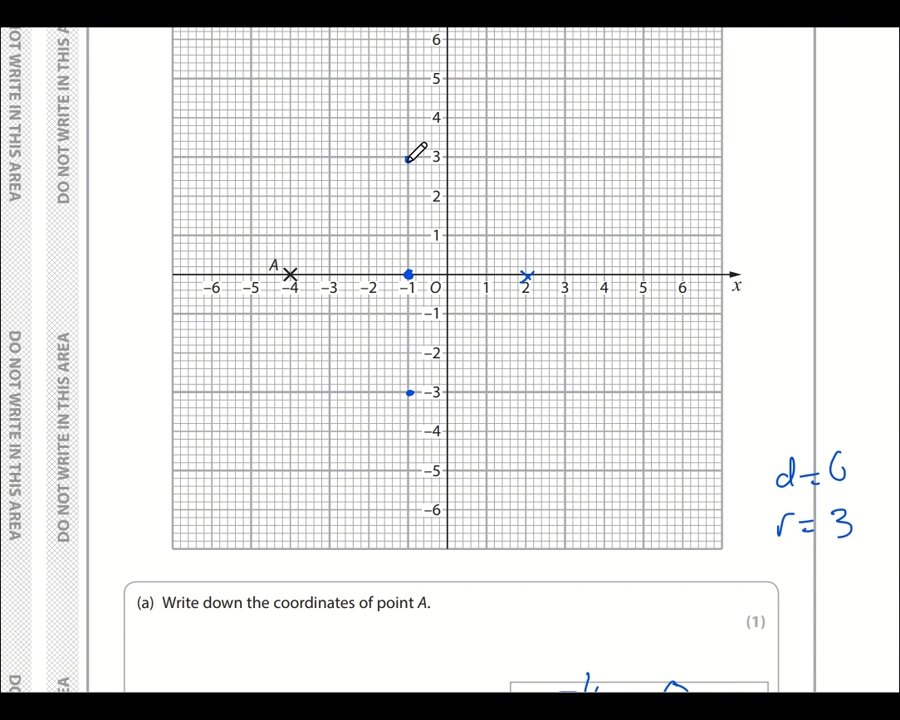 OT WRITE IN THIS AREA
DO NOT WRITE IN THIS A
6
5
4
3
2
1
A
−6 −5 −4 −3 −2 −1 O 1 2 3 4 5 6 x
−1
−2
−3
−4
−5
−6
DO NOT WRITE IN THIS AREA
DO NOT WRITE IN THIS AREA
d=6
r=3
(a) Write down the coordinates of point A.
(1)
DO
EA